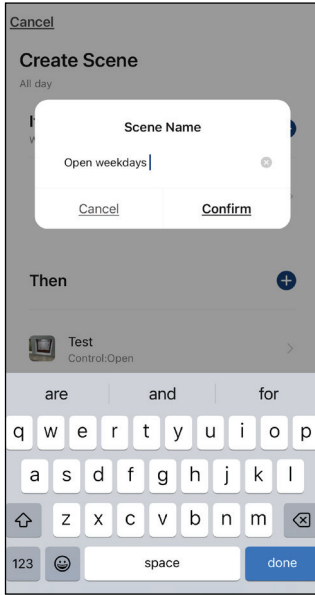 Cancel
Create Scene
All day
Scene Name
Open weekdays
Cancel
Confirm
Then
Test
Control:Open
are and for
q w e r t y u i o p
a s d f g h j k l
z x c v b n m
123 space done